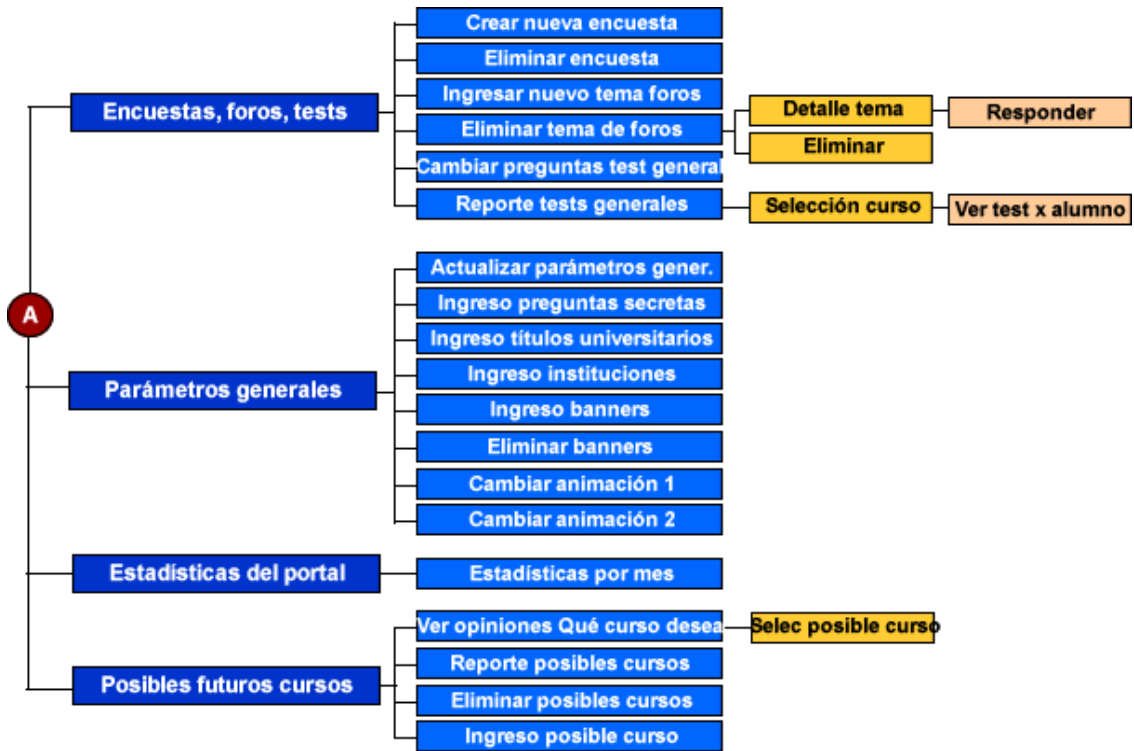 Crear nueva encuesta
Eliminar encuesta
Encuestas, foros, tests
Ingresar nuevo tema foros
Eliminar tema de foros
Detalle tema
Responder
Eliminar
Cambiar preguntas test general
Reporte tests generales
Selección curso
Ver test x alumno
A
Actualizar parámetros gener.
Ingreso preguntas secretas
Ingreso títulos universitarios
Parámetros generales
Ingreso instituciones
Ingreso banners
Eliminar banners
Cambiar animación 1
Cambiar animación 2
Estadísticas del portal
Estadísticas por mes
Ver opiniones Qué curso desea
Selec posible curso
Posibles futuros cursos
Reporte posibles cursos
Eliminar posibles cursos
Ingreso posible curso